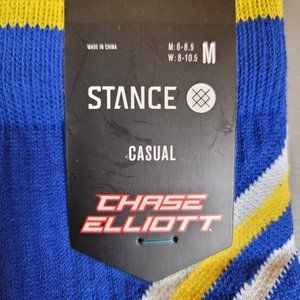 MADE IN CHINA
M: 6-8.5 M
W: 8-10.5
STANCE
CASUAL
CHASE
ELLIOTT